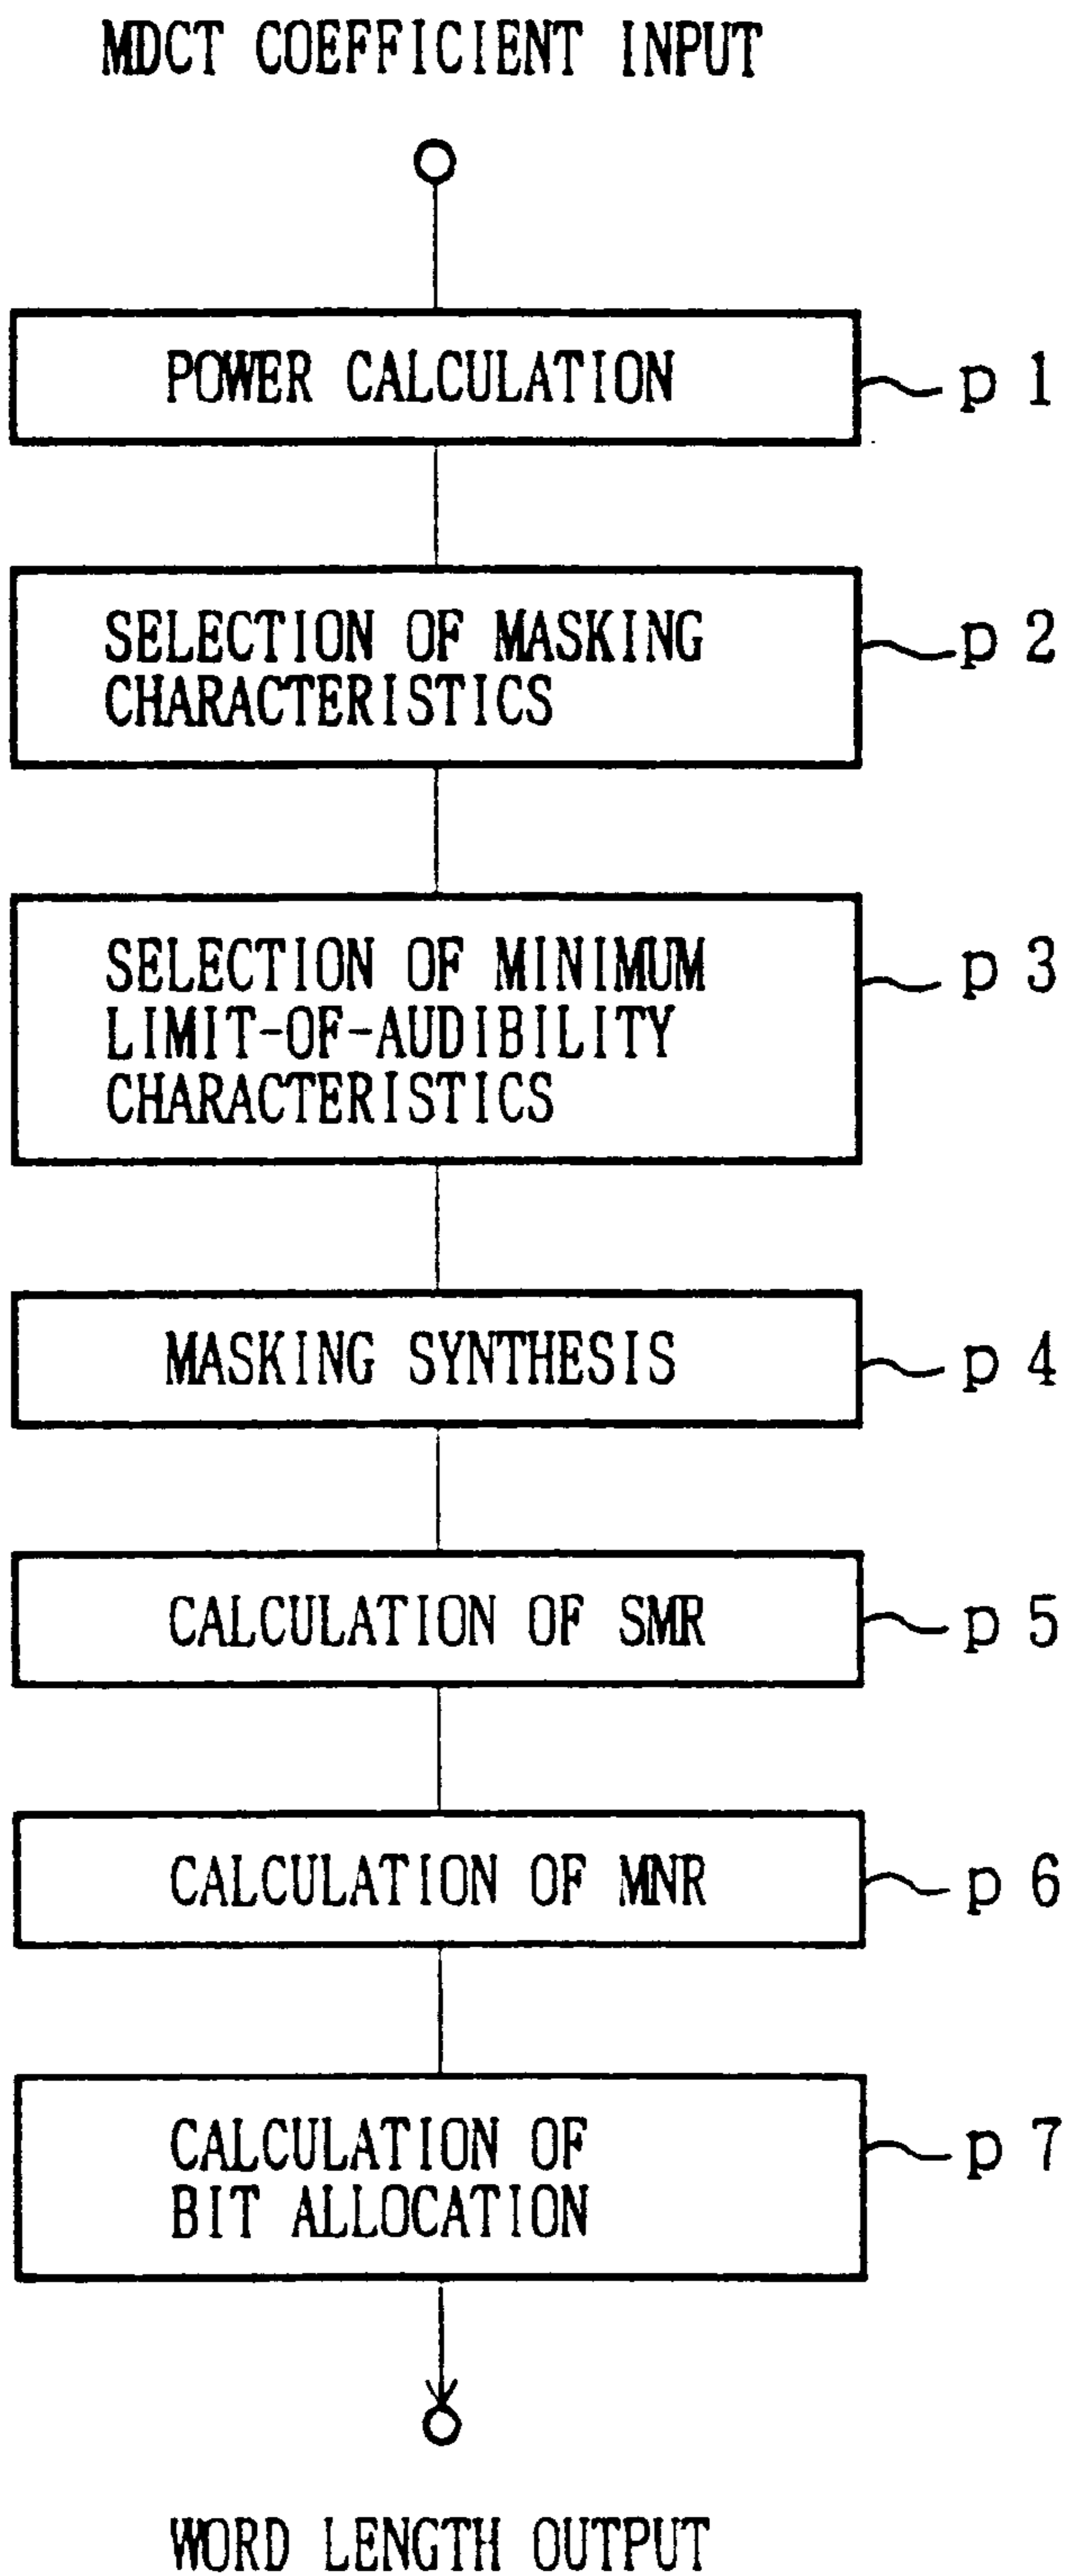 MDCT COEFFICIENT INPUT
POWER CALCULATION
p 1
SELECTION OF MASKING
CHARACTERISTICS
p 2
SELECTION OF MINIMUM
LIMIT-OF-AUDIBILITY
CHARACTERISTICS
p 3
MASKING SYNTHESIS
p 4
CALCULATION OF SMR
p 5
CALCULATION OF MNR
p 6
CALCULATION OF
BIT ALLOCATION
p 7
WORD LENGTH OUTPUT